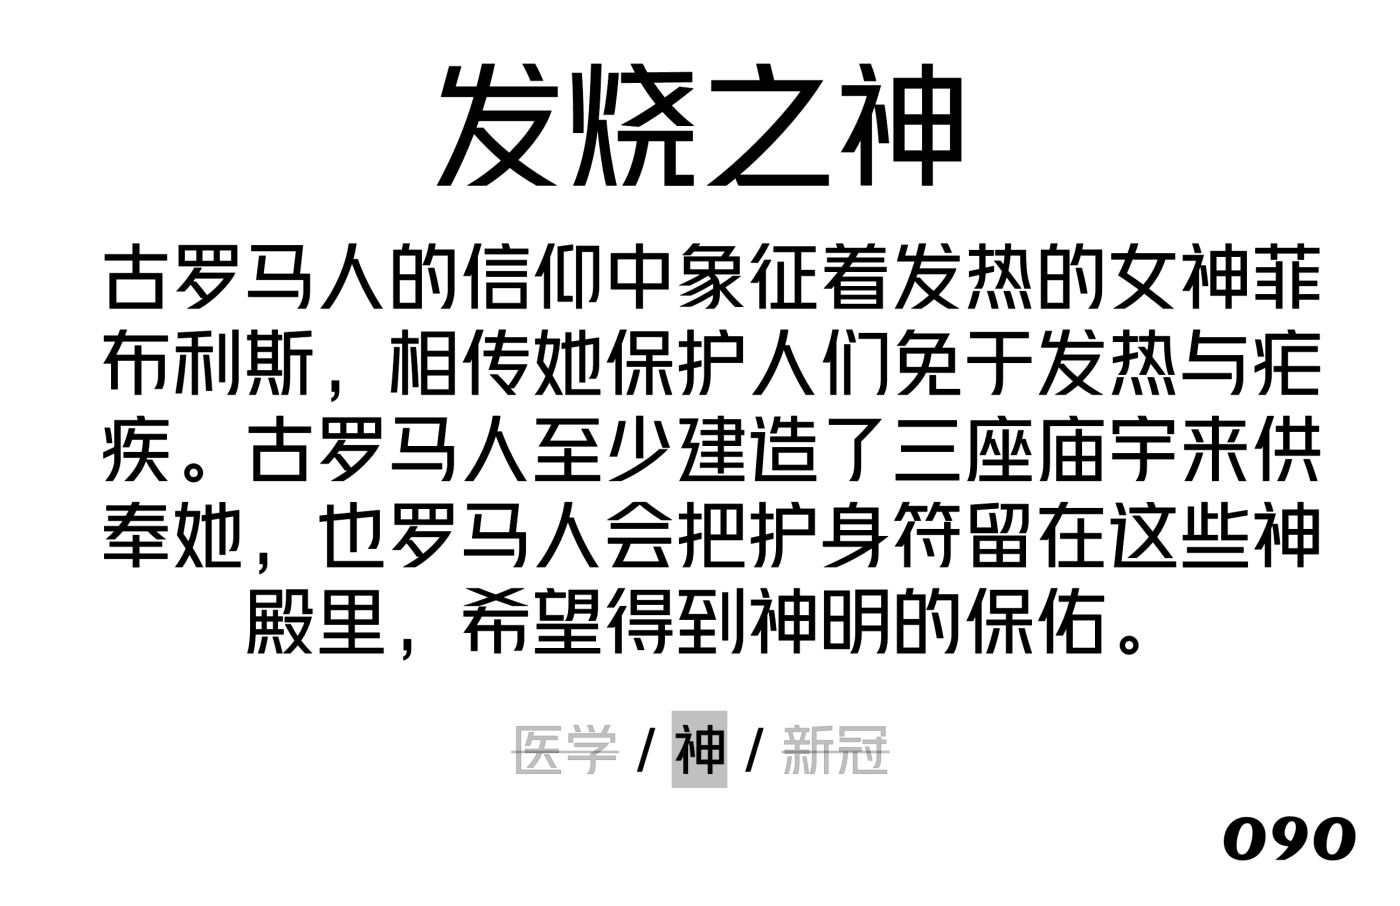 发烧之神
古罗马人的信仰中象征着发热的女神菲
布利斯，相传她保护人们免于发热与疟
疾。古罗马人至少建造了三座庙宇来供
奉她，也罗马人会把护身符留在这些神
殿里，希望得到神明的保佑。
医学 / 神 / 新冠
090